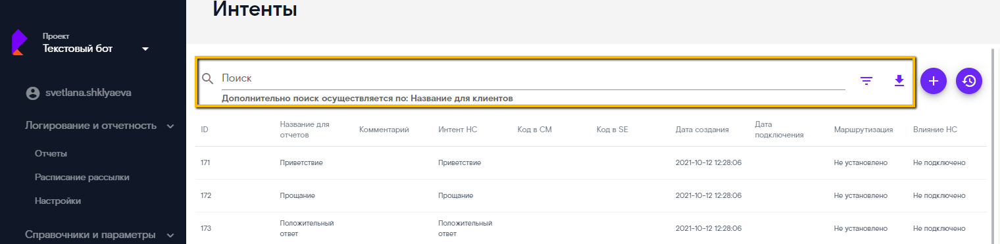 Интенты
Проект
Текстовый бот
svetlana.shklyaeva
Логирование и отчетность
Отчеты
Расписание рассылки
Настройки
Справочники и параметры
Поиск
Дополнительно поиск осуществляется по: Название для клиентов
ID Название для отчетов Комментарий Интент НС Код в СМ Код в SE Дата создания Дата подключения Маршрутизация Влияние НС
171 Приветствие Приветствие 2021-10-12 12:28:06 Не установлено Не подключено
172 Прощание Прощание 2021-10-12 12:28:06 Не установлено Не подключено
173 Положительный ответ Положительный ответ 2021-10-12 12:28:06 Не установлено Не подключено